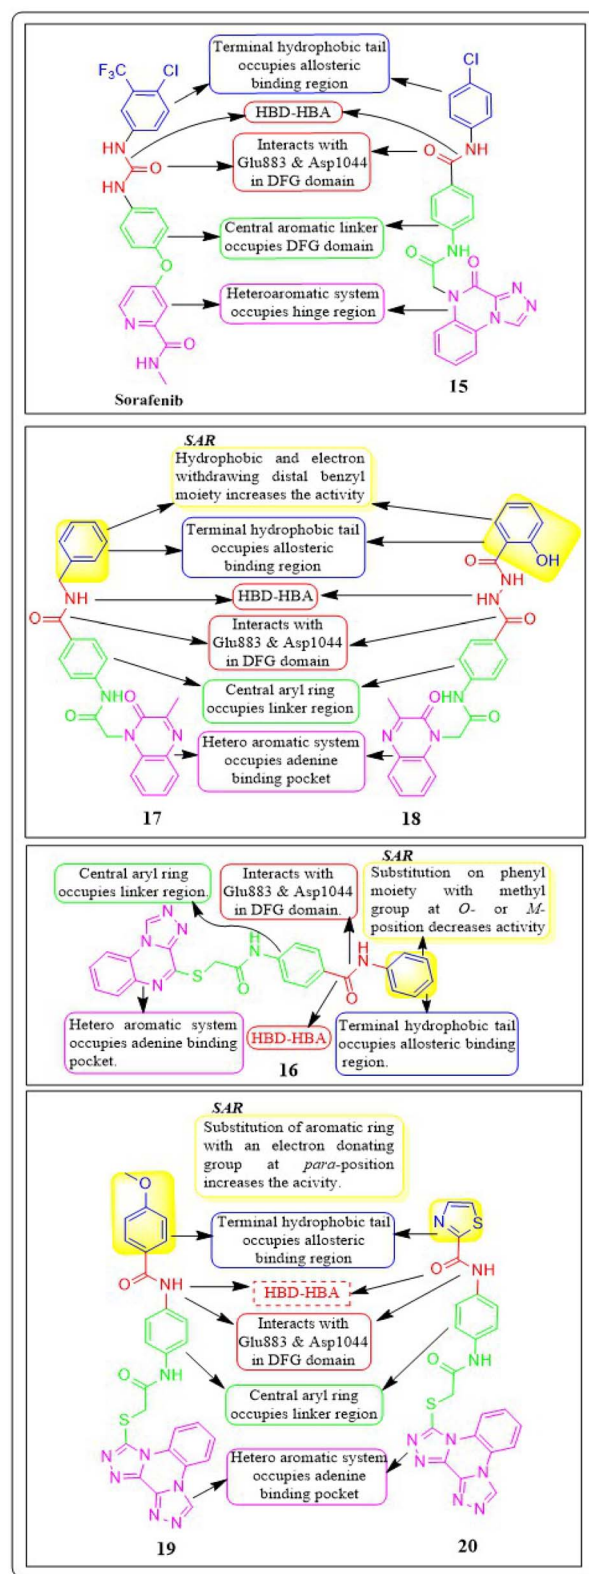 Terminal hydrophobic tail
occupies allosteric
binding region
F₃C
Cl
Cl
HBD-HBA
HN
O
HN
O
NH
Interacts with
Glu883 & Asp1044
in DFG domain
Central aromatic linker
occupies DFG domain
O
NH
O
O
N
N
N
N
Heteroaromatic system
occupies hinge region
N
O
HN
Sorafenib
15
SAR
Hydrophobic and electron
withdrawing distal benzyl
moiety increases the activity
Terminal hydrophobic tail
occupies allosteric
binding region
OH
O
NH
HN
O
NH
O
HBD-HBA
Interacts with
Glu883 & Asp1044
in DFG domain
Central aryl ring
occupies linker region
NH
O
O
N
N
NH
O
O
N
N
Hetero aromatic system
occupies adenine
binding pocket
17
18
SAR
Central aryl ring
occupies linker region.
Interacts with
Glu883 & Asp1044
in DFG domain.
Substitution on phenyl
moiety with methyl
group at O- or M-
position decreases activity
N
N
N
N
S
O
H
N
H
N
O
Hetero aromatic system
occupies adenine binding
pocket.
HBD-HBA
16
Terminal hydrophobic tail
occupies allosteric binding
region.
SAR
Substitution of aromatic ring
with an electron donating
group at para-position
increases the acivity.
O
N
S
Terminal hydrophobic tail
occupies allosteric
binding region
O
NH
O
NH
HBD-HBA
Interacts with
Glu883 & Asp1044
in DFG domain
NH
O
S
NH
O
S
Central aryl ring
occupies linker region
N
N
N
N
N
N
N
N
N
N
N
N
Hetero aromatic system
occupies adenine
binding pocket
19
20